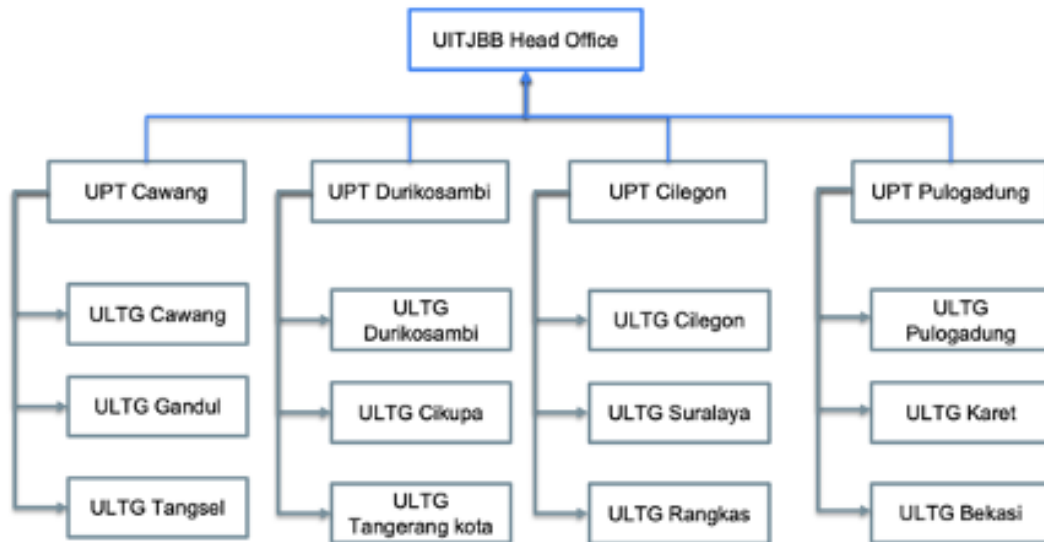 UITJBB Head Office
UPT Cawang
UPT Durikosambi
UPT Cilegon
UPT Pulogadung
ULTG Cawang
ULTG
Durikosambi
ULTG Cilegon
ULTG
Pulogadung
ULTG Gandul
ULTG Cikupa
ULTG Suralaya
ULTG Karet
ULTG Tangsel
ULTG
Tangerang kota
ULTG Rangkas
ULTG Bekasi